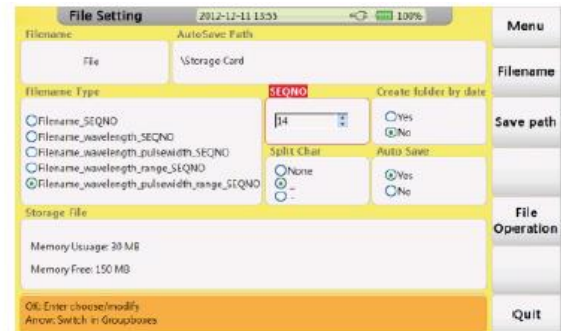 File Setting 2012-12-11 13:55 100%
Filename AutoSave Path
File \Storage Card
Filename Type SEQNO Create folder by date
14
Filename_SEQNO
Filename_wavelength_SEQNO
Filename_wavelength_pulsewidth_SEQNO
Filename_wavelength_range_SEQNO
Filename_wavelength_pulsewidth_range_SEQNO
Yes
No
Split Char Auto Save
None
_
-
Yes
No
Storage File
Memory Usuage: 30 MB
Memory Free: 150 MB
OK: Enter choose/modify
Arrow: Switch in Groupboxes
Menu
Filename
Save path
File
Operation
Quit